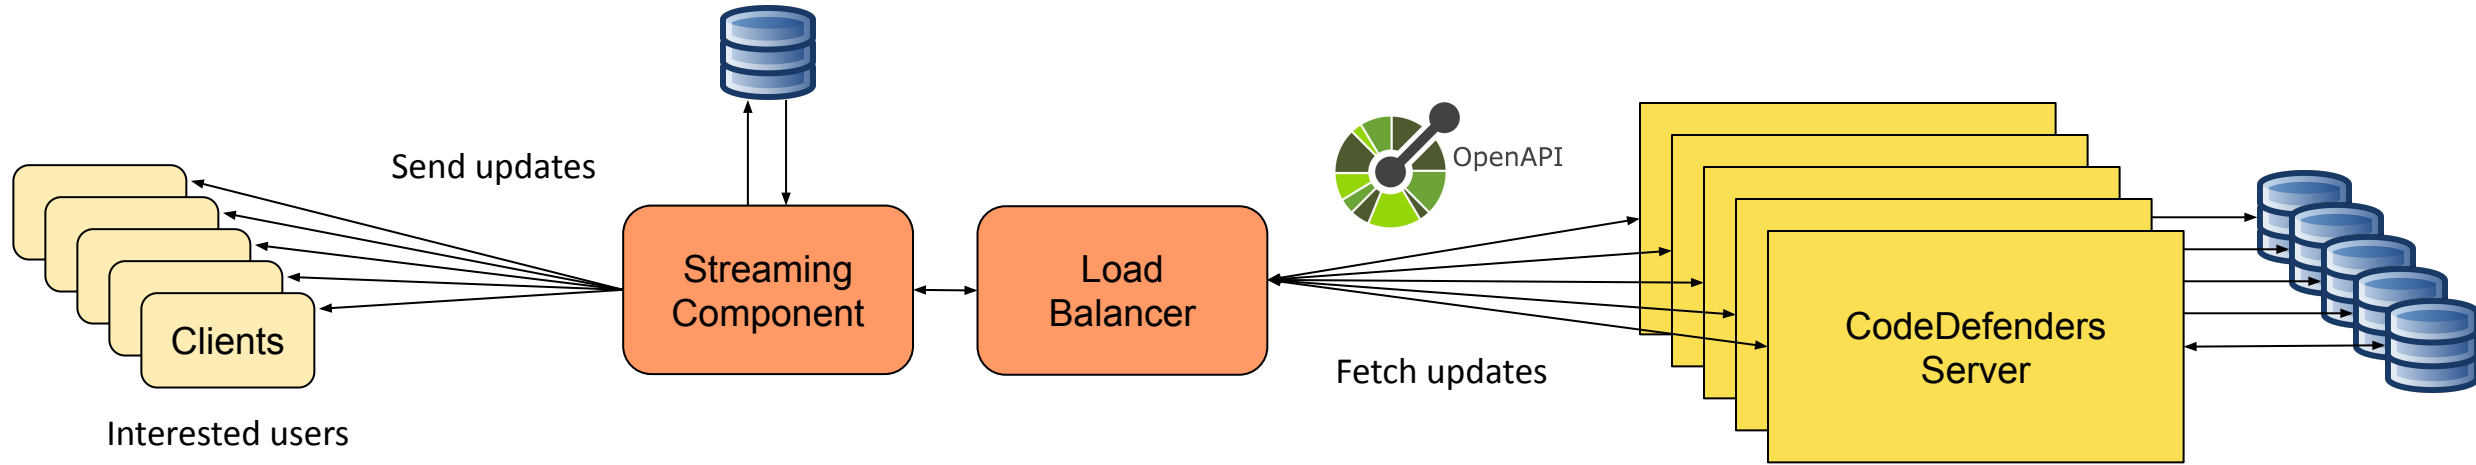 Send updates
OpenAPI
Streaming
Component
Load
Balancer
CodeDefenders
Server
Clients
Fetch updates
Interested users